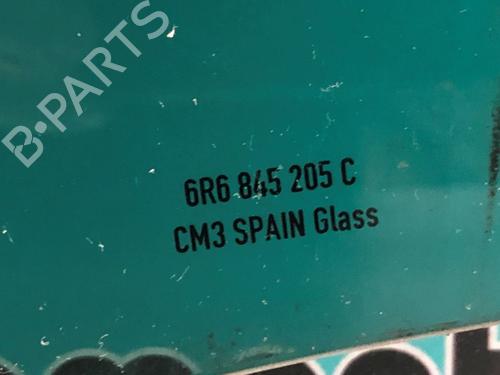 B-PARTS
6R6 845 205 C
CM3 SPAIN Glass